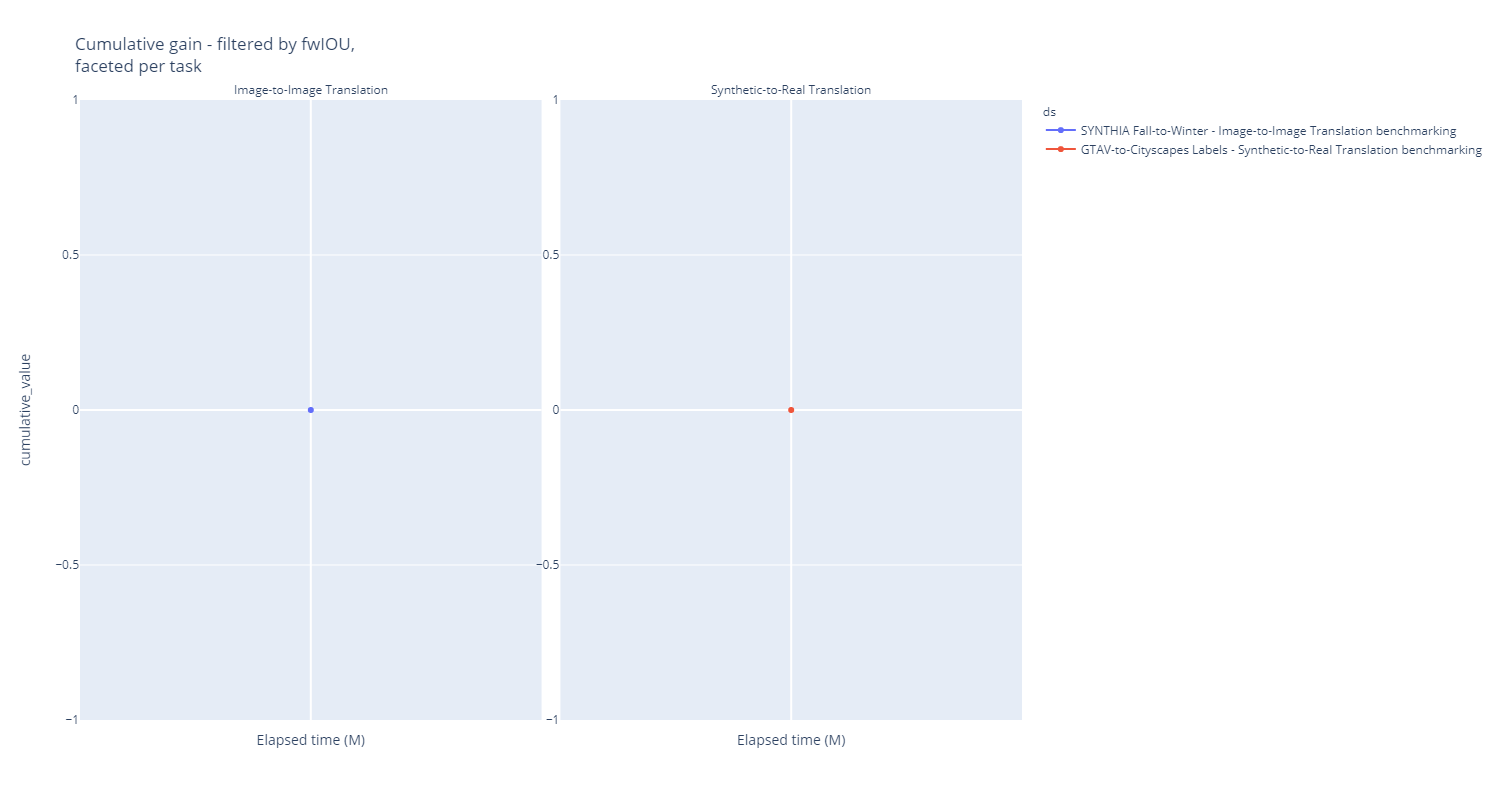 Cumulative gain - filtered by fwIOU,
faceted per task
Image-to-Image Translation
Synthetic-to-Real Translation
1
0.5
0
−0.5
−1
1
0.5
0
−0.5
−1
cumulative_value
Elapsed time (M)
Elapsed time (M)
ds
SYNTHIA Fall-to-Winter - Image-to-Image Translation benchmarking
GTAV-to-Cityscapes Labels - Synthetic-to-Real Translation benchmarking